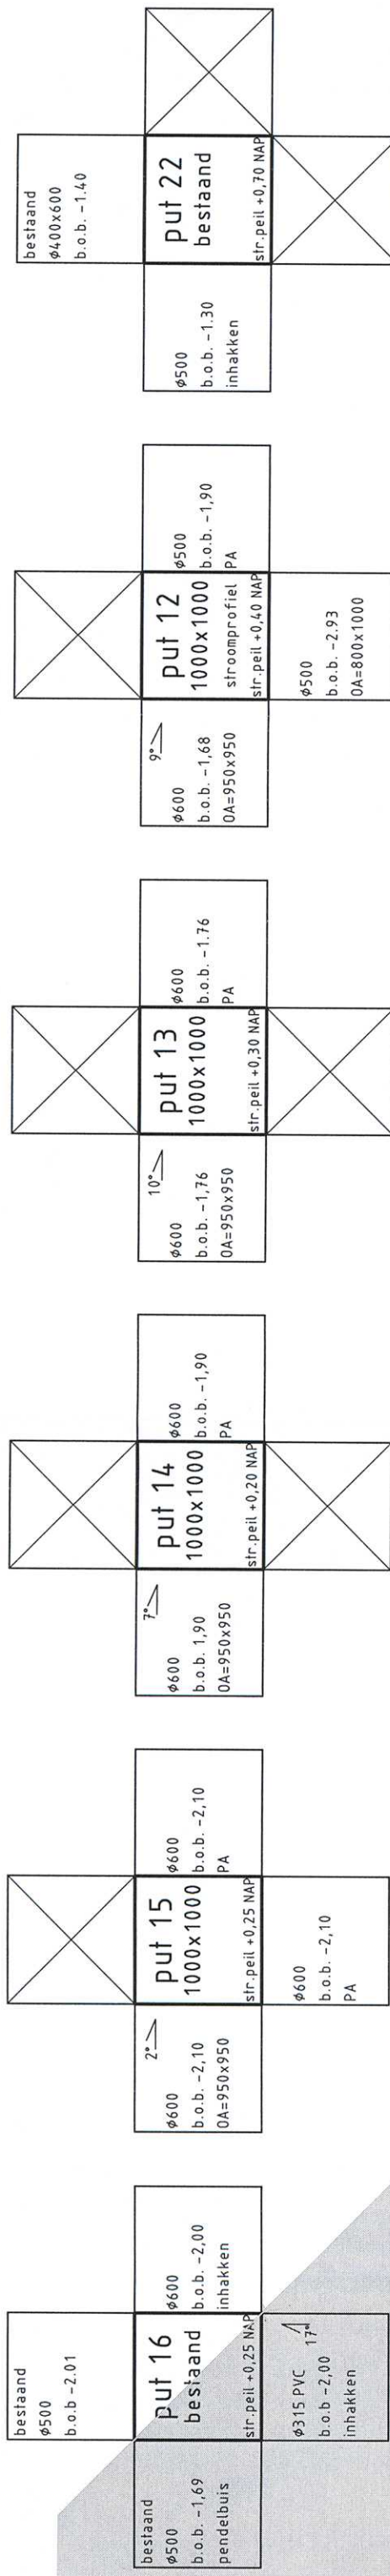 bestaand
ø500
b.o.b -2.01
bestaand
ø500
b.o.b. -1,69
pendelbuis
put 16
bestaand
str.peil +0,25 NAP
ø600
b.o.b. -2,00
inhakken
ø315 PVC
17°
b.o.b -2,00
inhakken
2°
ø600
b.o.b. -2,10
OA=950x950
put 15
1000x1000
str.peil +0,25 NAP
ø600
b.o.b. -2,10
PA
ø600
b.o.b. -2,10
PA
7°
ø600
b.o.b. 1,90
OA=950x950
put 14
1000x1000
str.peil +0,20 NAP
ø600
b.o.b. -1,90
PA
10°
ø600
b.o.b. -1,76
OA=950x950
put 13
1000x1000
str.peil +0,30 NAP
ø600
b.o.b. -1.76
PA
9°
ø600
b.o.b. -1,68
OA=950x950
put 12
1000x1000
stroomprofiel
str.peil +0,40 NAP
ø500
b.o.b. -1,90
PA
ø500
b.o.b. -2.93
OA=800x1000
bestaand
ø400x600
b.o.b. -1.40
ø500
b.o.b. -1.30
inhakken
put 22
bestaand
str.peil +0,70 NAP